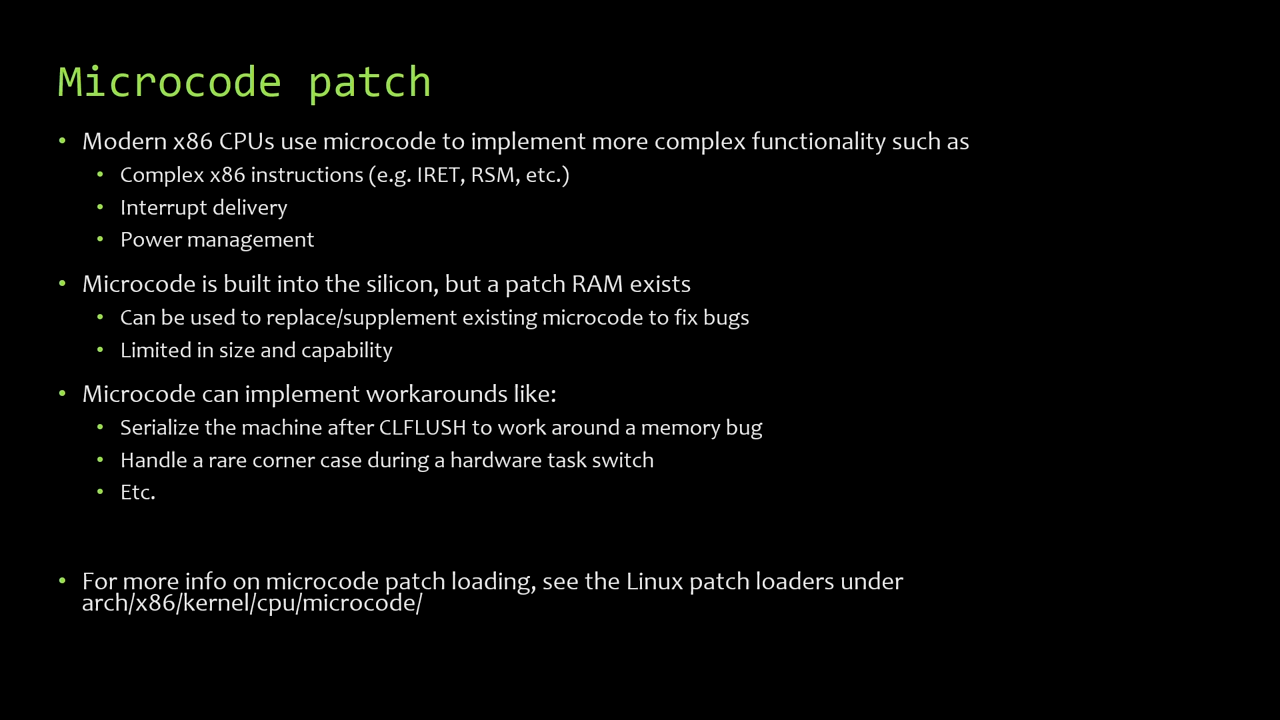 Microcode patch
• Modern x86 CPUs use microcode to implement more complex functionality such as
• Complex x86 instructions (e.g. IRET, RSM, etc.)
• Interrupt delivery
• Power management
• Microcode is built into the silicon, but a patch RAM exists
• Can be used to replace/supplement existing microcode to fix bugs
• Limited in size and capability
• Microcode can implement workarounds like:
• Serialize the machine after CLFLUSH to work around a memory bug
• Handle a rare corner case during a hardware task switch
• Etc.
• For more info on microcode patch loading, see the Linux patch loaders under
arch/x86/kernel/cpu/microcode/